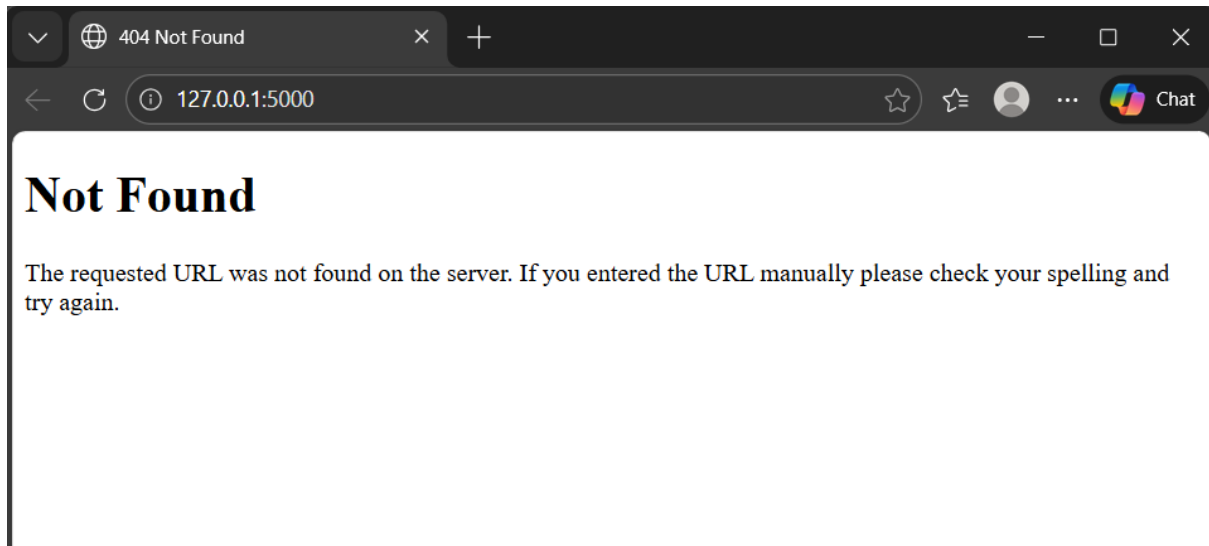 404 Not Found
127.0.0.1:5000
Chat
Not Found
The requested URL was not found on the server. If you entered the URL manually please check your spelling and
try again.